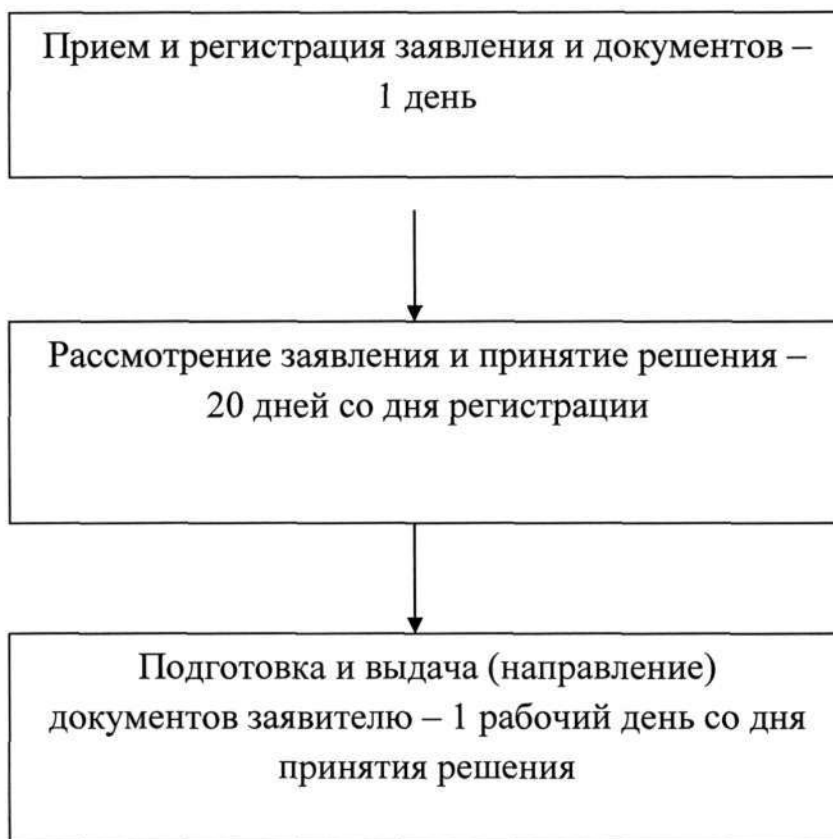 Прием и регистрация заявления и документов –
1 день
Рассмотрение заявления и принятие решения –
20 дней со дня регистрации
Подготовка и выдача (направление)
документов заявителю – 1 рабочий день со дня
принятия решения